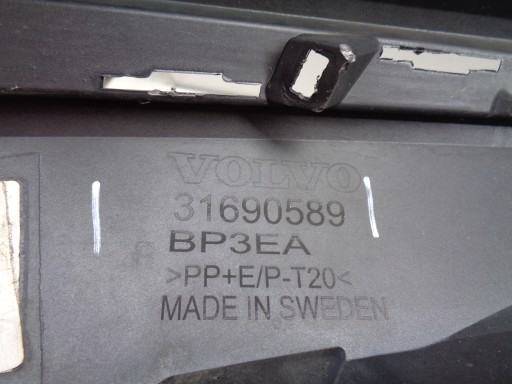 VOLVO
31690589
BP3EA
>PP+E/P-T20<
MADE IN SWEDEN